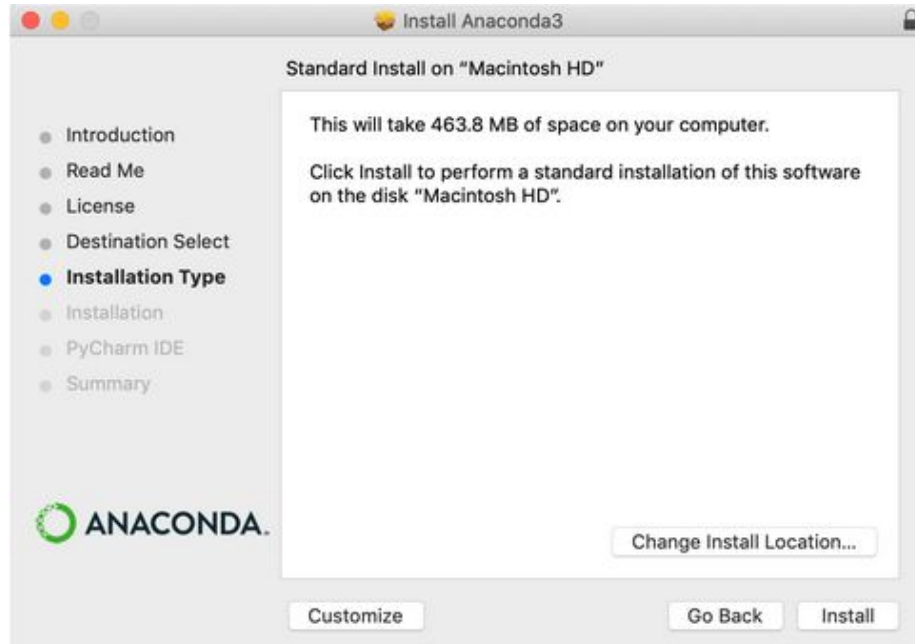 Install Anaconda3
Standard Install on “Macintosh HD”
Introduction
Read Me
License
Destination Select
Installation Type
Installation
PyCharm IDE
Summary
This will take 463.8 MB of space on your computer.
Click Install to perform a standard installation of this software
on the disk “Macintosh HD”.
ANACONDA.
Change Install Location...
Customize
Go Back
Install